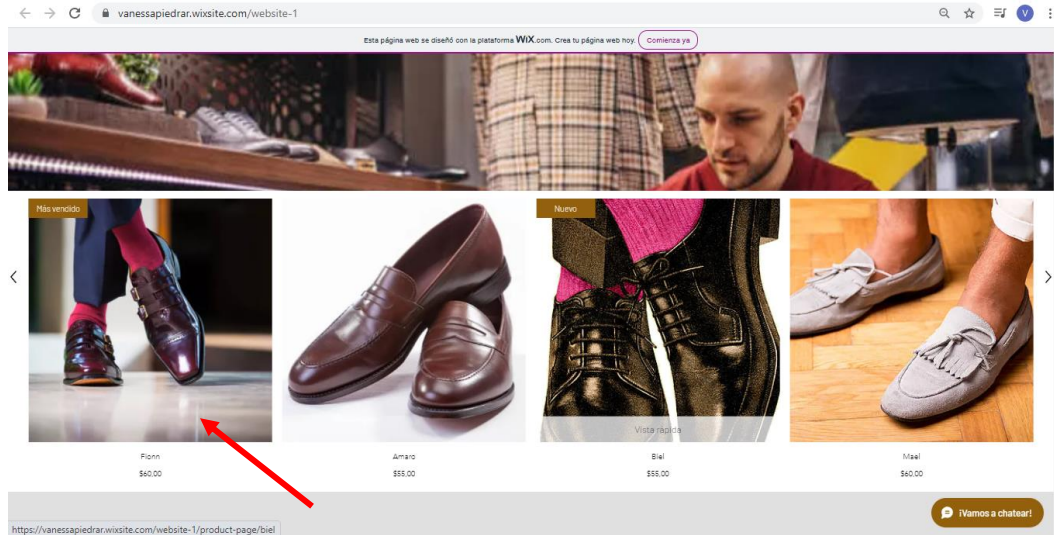 vanessapiedrar.wixsite.com/website-1
V
Esta página web se diseñó con la plataforma WiX.com. Crea tu página web hoy. Comienza ya
Más vendido
Nuevo
Vista rápida
Fionn
Amaro
Biel
Mael
$60,00
$55,00
$55,00
$60,00
¡Vamos a chatear!
https://vanessapiedrar.wixsite.com/website-1/product-page/biel